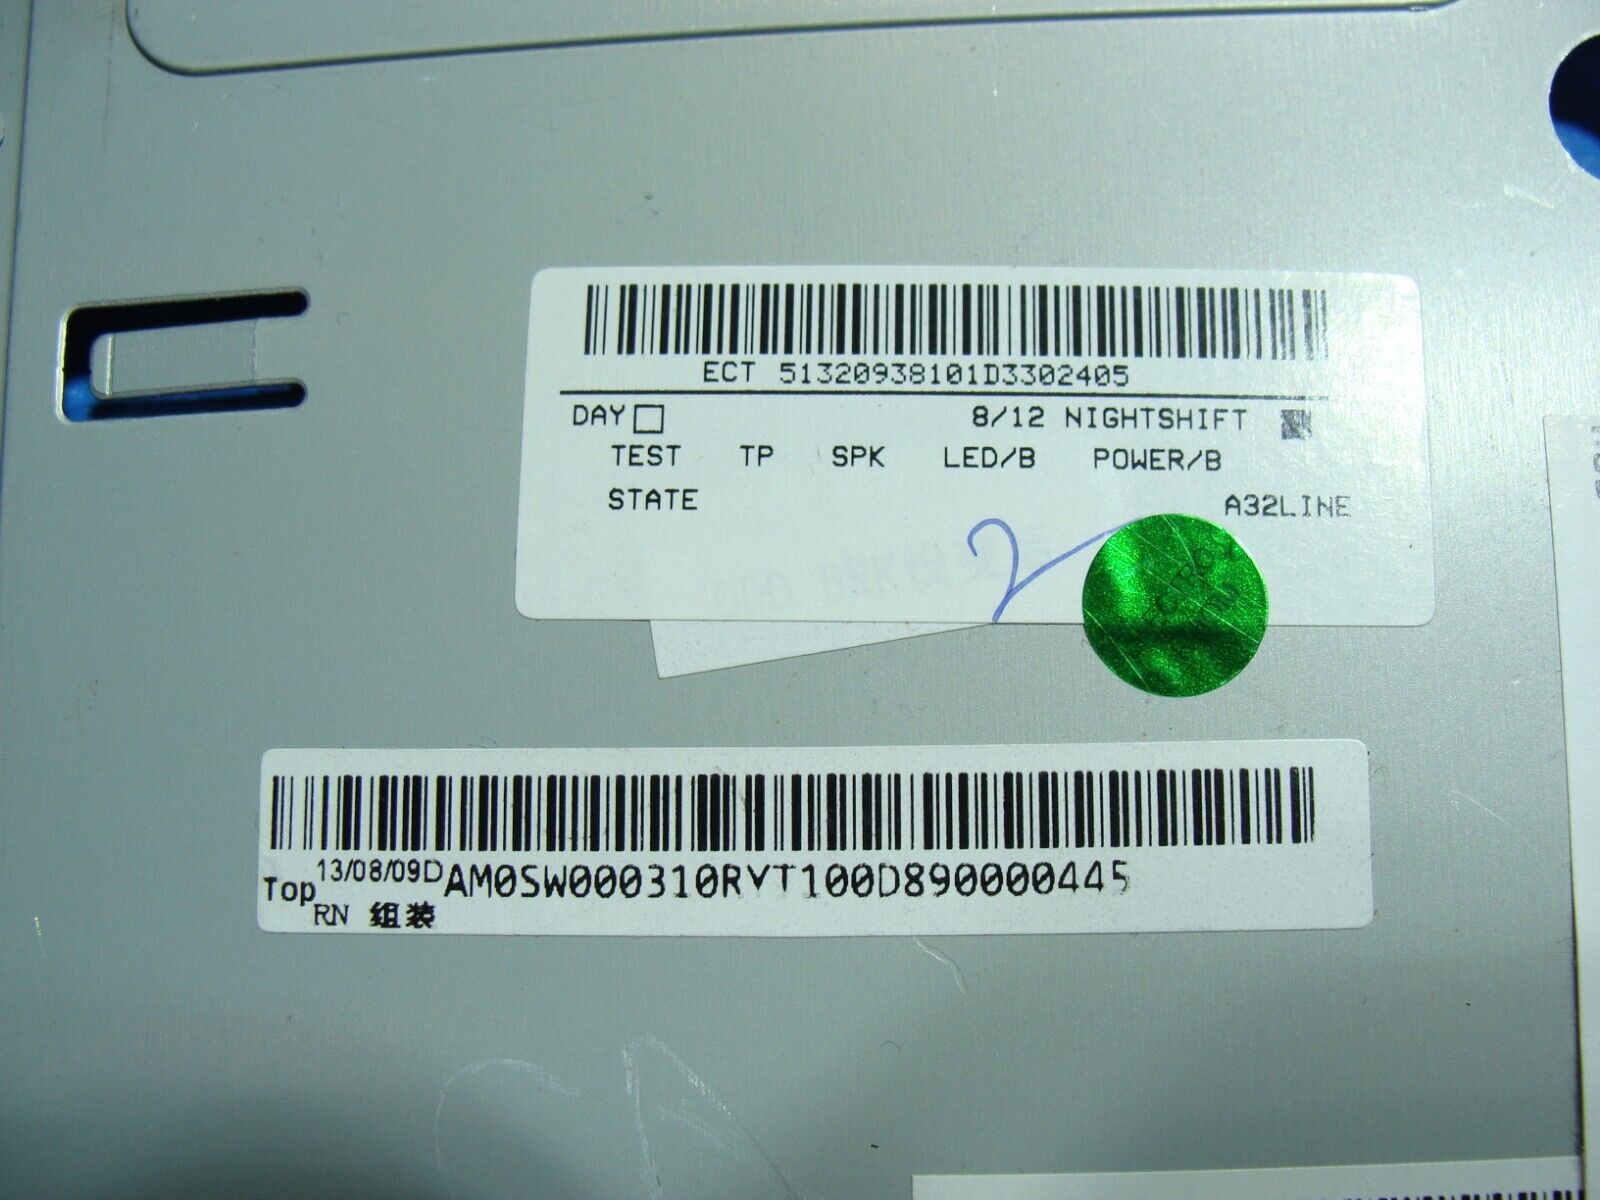 ECT 51320938101D3302405
DAY 8/12 NIGHTSHIFT
TEST TP SPK LED/B POWER/B
STATE A32LINE
2
Top 13/08/09D AM0SW000310RVT100D890000445
RN 组装